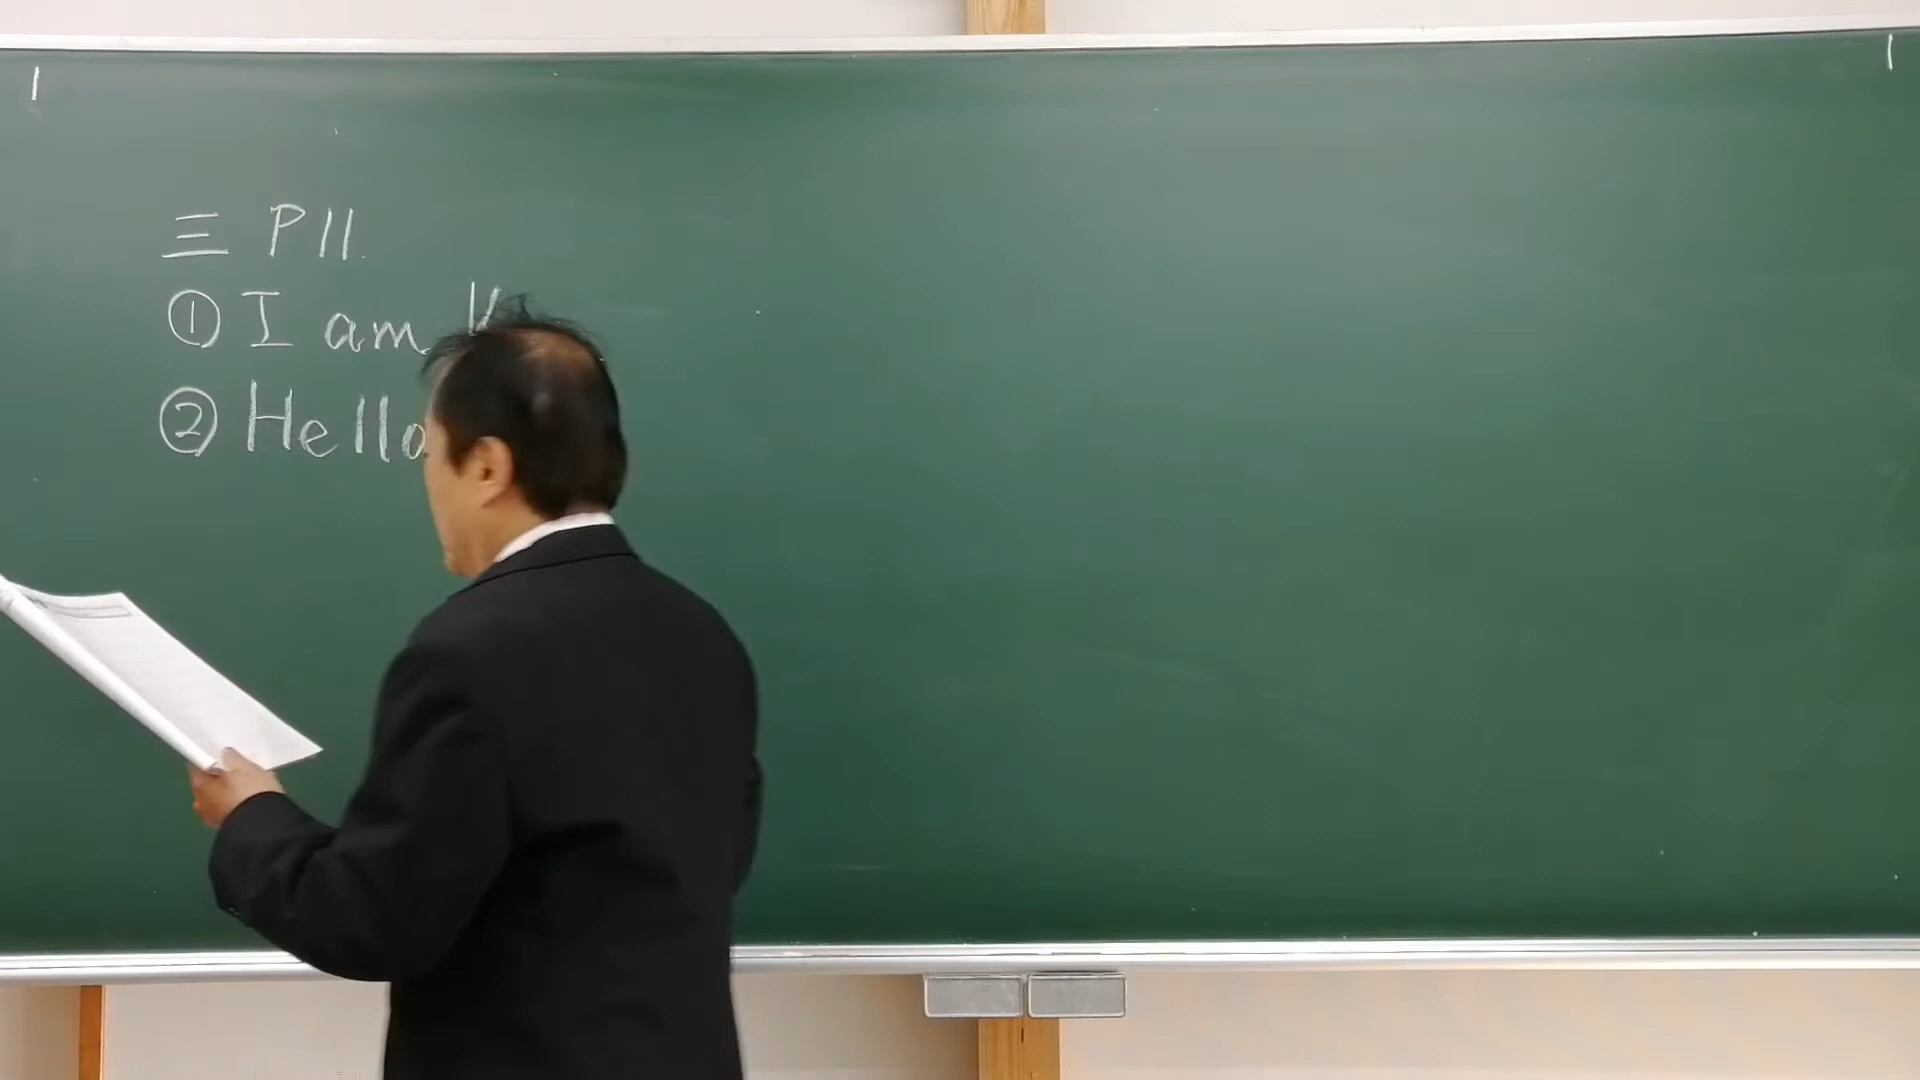 三 P11.
① I am
② Hello